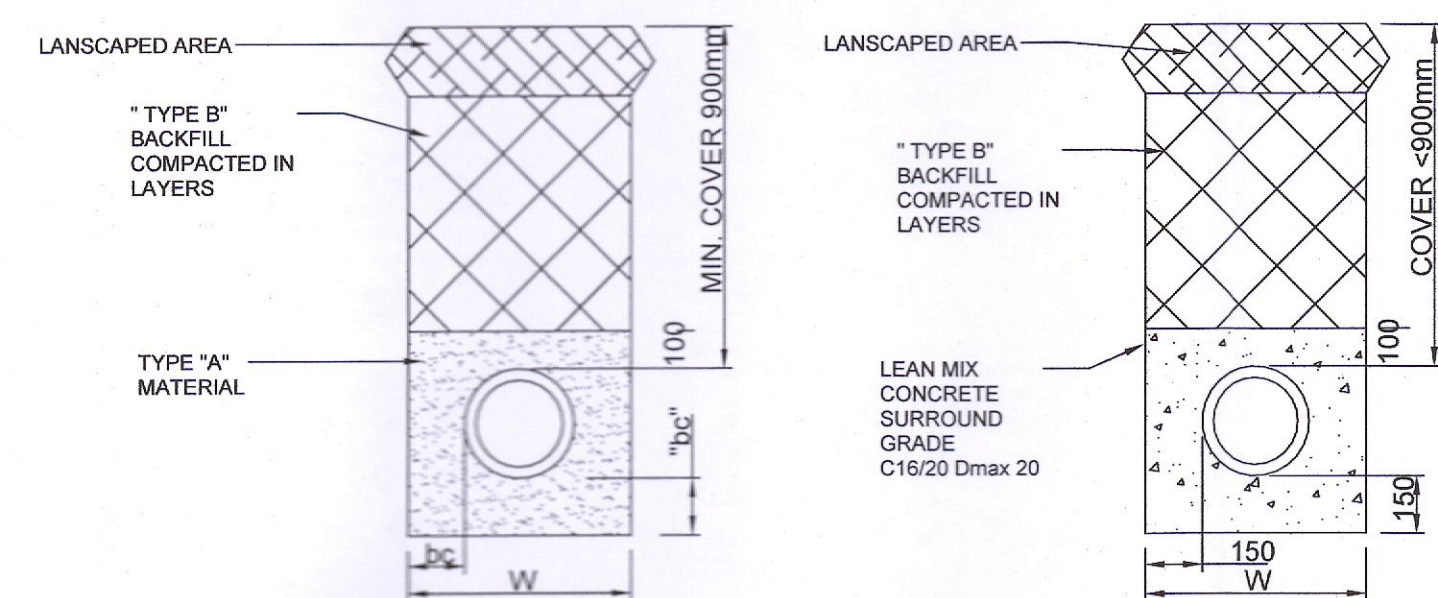 LANSCAPED AREA
" TYPE B"
BACKFILL
COMPACTED IN
LAYERS
TYPE "A"
MATERIAL
MIN. COVER 900mm
100
"bc"
bc
W
LANSCAPED AREA
" TYPE B"
BACKFILL
COMPACTED IN
LAYERS
LEAN MIX
CONCRETE
SURROUND
GRADE
C16/20 Dmax 20
COVER <900mm
100
150
150
W